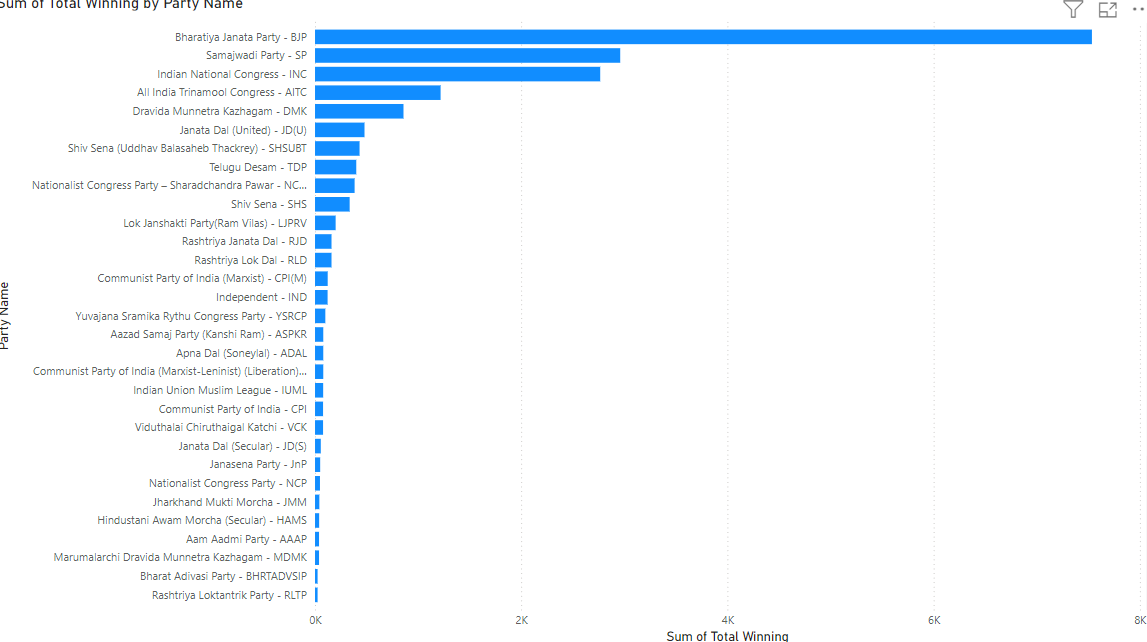 Sum of Total Winning by Party Name
Party Name
Bharatiya Janata Party - BJP
Samajwadi Party - SP
Indian National Congress - INC
All India Trinamool Congress - AITC
Dravida Munnetra Kazhagam - DMK
Janata Dal (United) - JD(U)
Shiv Sena (Uddhav Balasaheb Thackrey) - SHSUBT
Telugu Desam - TDP
Nationalist Congress Party – Sharadchandra Pawar - NC...
Shiv Sena - SHS
Lok Janshakti Party(Ram Vilas) - LJPRV
Rashtriya Janata Dal - RJD
Rashtriya Lok Dal - RLD
Communist Party of India (Marxist) - CPI(M)
Independent - IND
Yuvajana Sramika Rythu Congress Party - YSRCP
Aazad Samaj Party (Kanshi Ram) - ASPKR
Apna Dal (Soneylal) - ADAL
Communist Party of India (Marxist-Leninist) (Liberation)...
Indian Union Muslim League - IUML
Communist Party of India - CPI
Viduthalai Chiruthaigal Katchi - VCK
Janata Dal (Secular) - JD(S)
Janasena Party - JnP
Nationalist Congress Party - NCP
Jharkhand Mukti Morcha - JMM
Hindustani Awam Morcha (Secular) - HAMS
Aam Aadmi Party - AAAP
Marumalarchi Dravida Munnetra Kazhagam - MDMK
Bharat Adivasi Party - BHRTADVSIP
Rashtriya Loktantrik Party - RLTP
0K 2K 4K 6K 8K
Sum of Total Winning